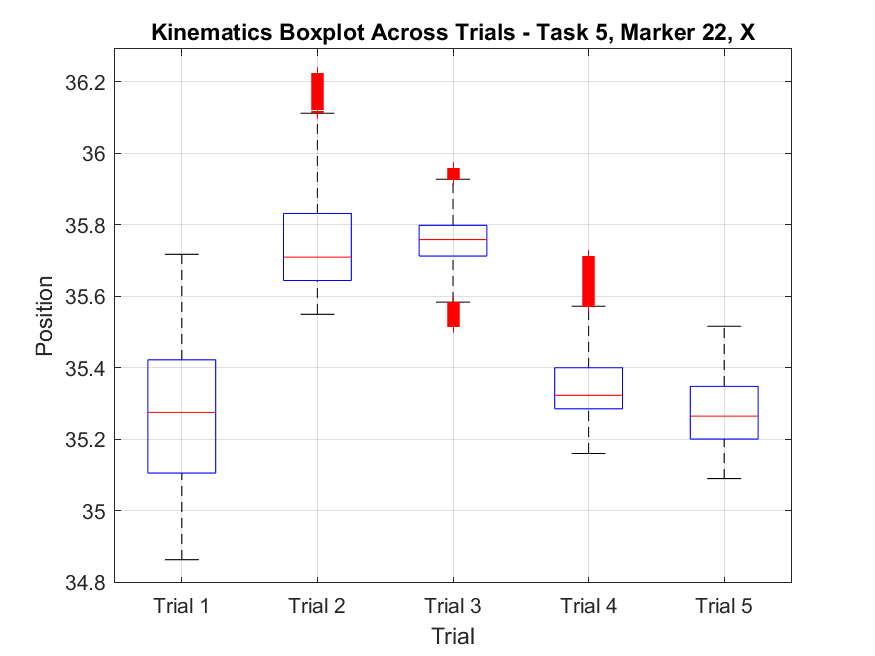 Kinematics Boxplot Across Trials - Task 5, Marker 22, X
36.2
36
35.8
35.6
35.4
35.2
35
34.8
Position
Trial 1 Trial 2 Trial 3 Trial 4 Trial 5
Trial